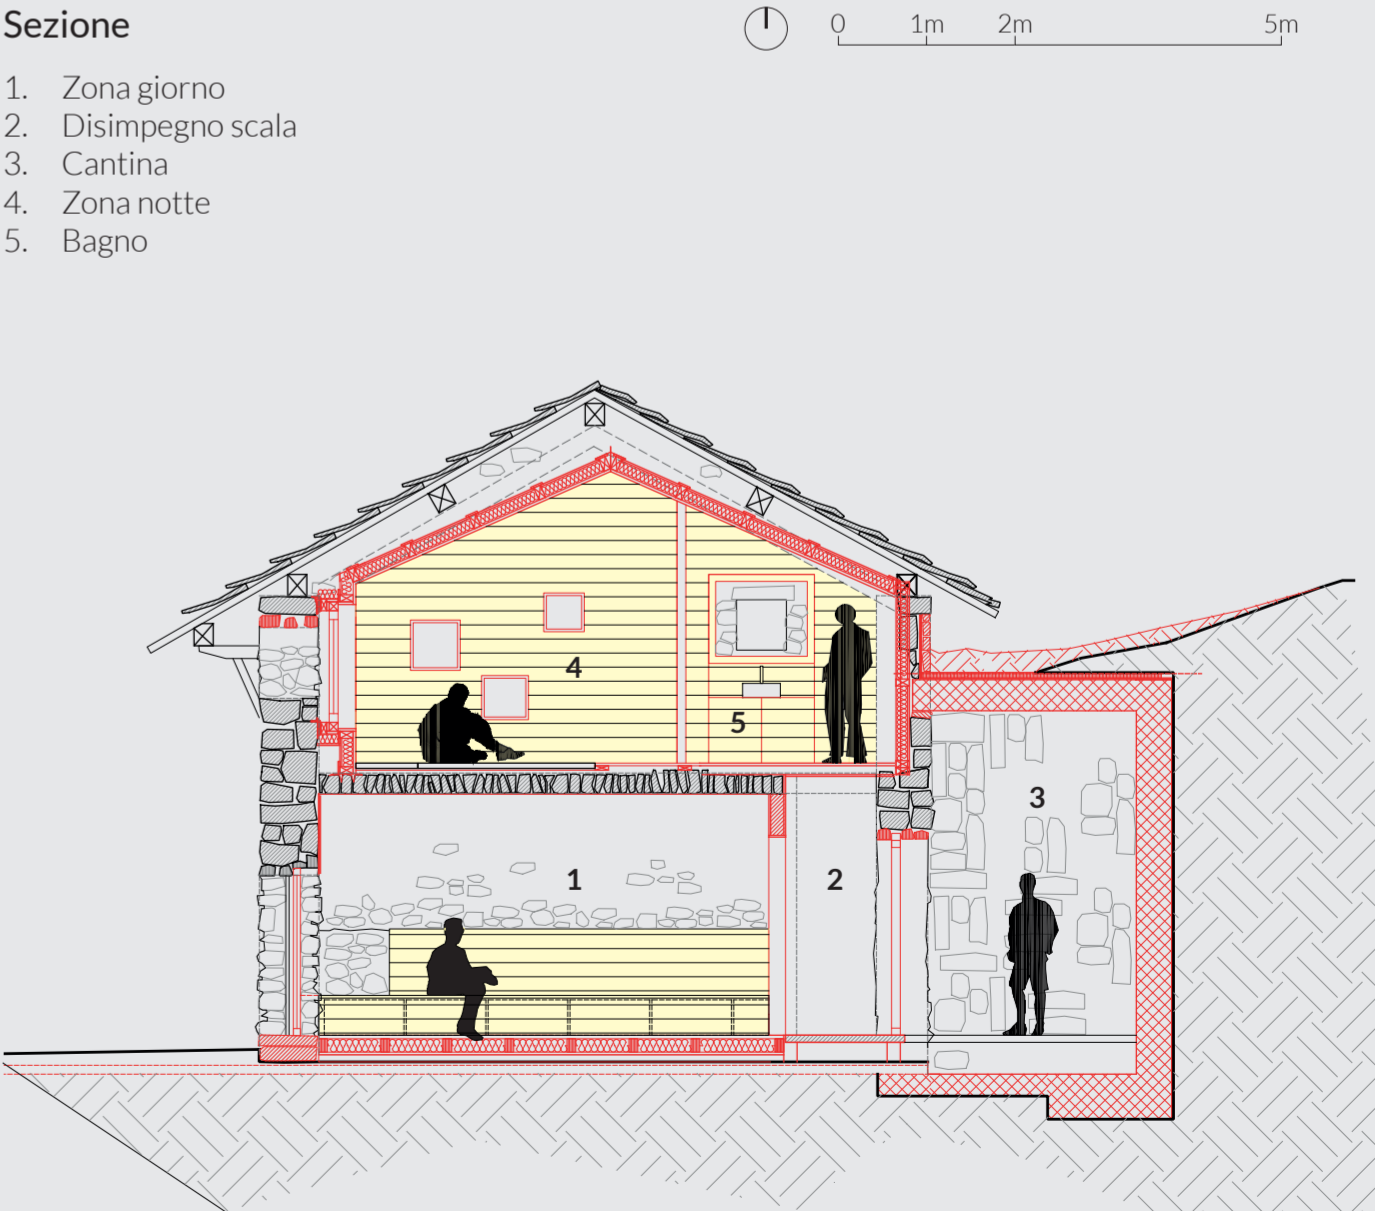 Sezione
0 1m 2m 5m
1. Zona giorno
2. Disimpegno scala
3. Cantina
4. Zona notte
5. Bagno
4
5
3
1
2